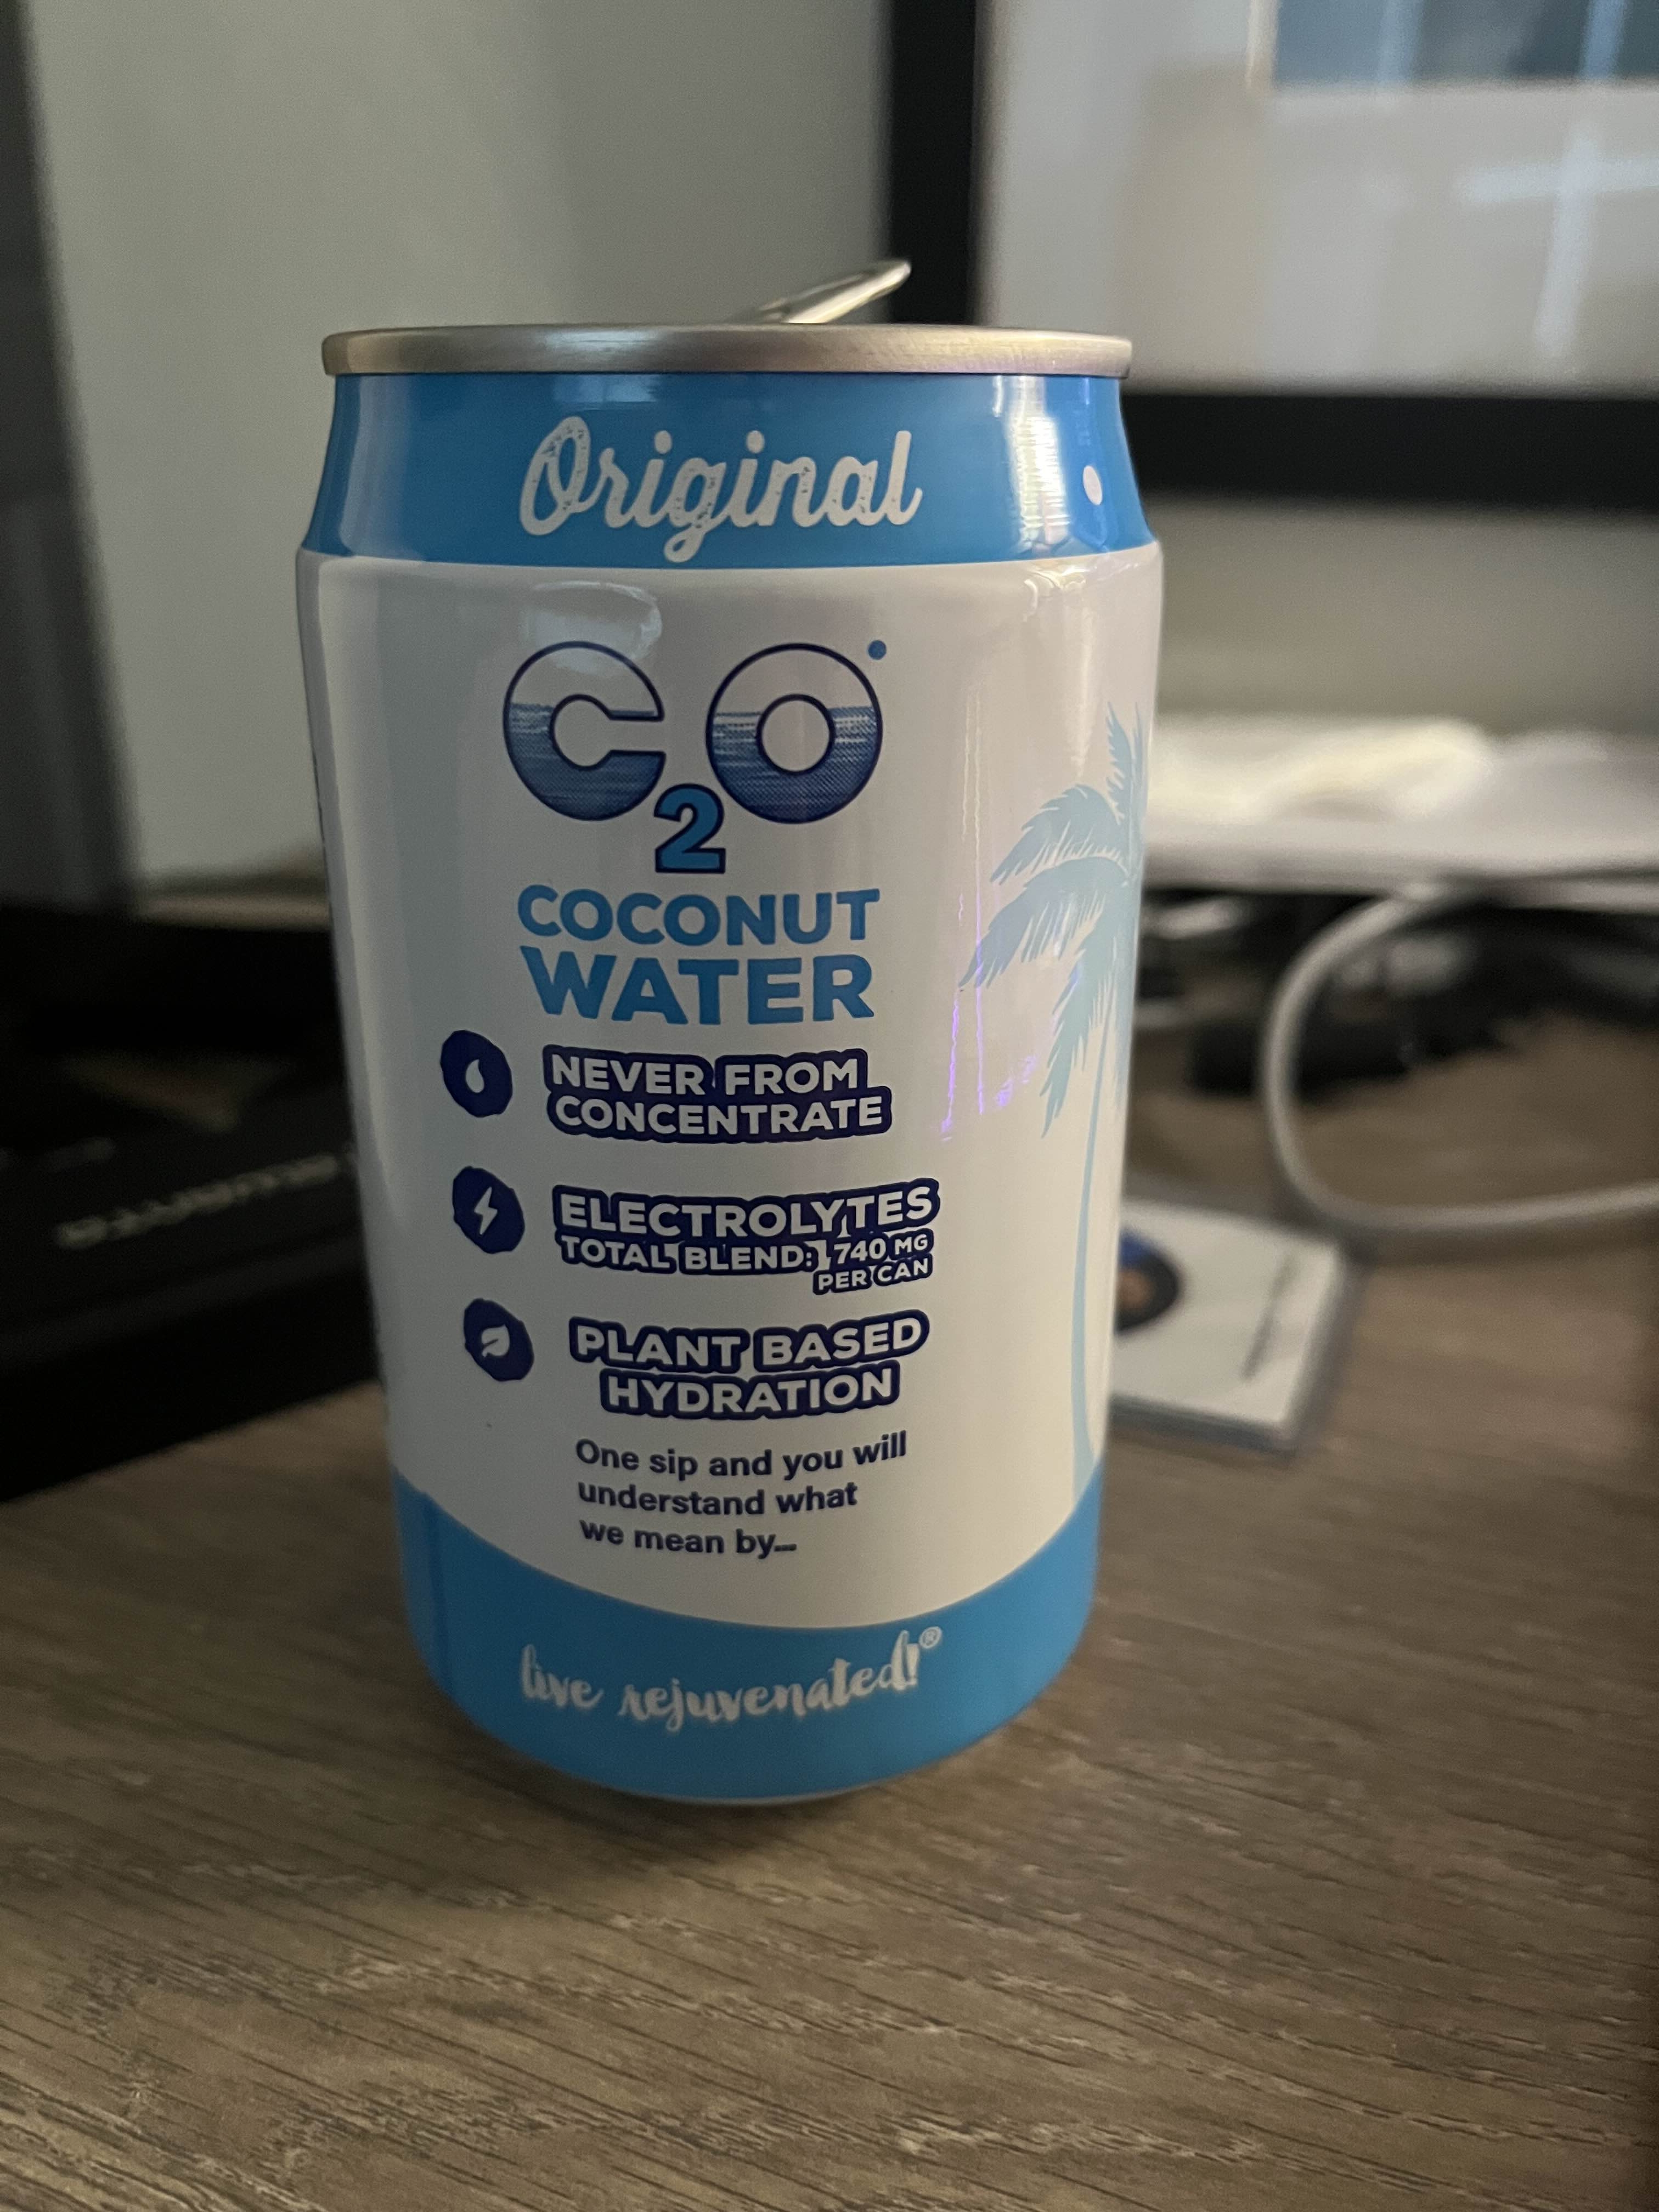 Original
C2O
COCONUT
WATER
NEVER FROM
CONCENTRATE
ELECTROLYTES
TOTAL BLEND: 740 MG
PER CAN
PLANT BASED
HYDRATION
One sip and you will
understand what
we mean by...
live rejuvenated!®